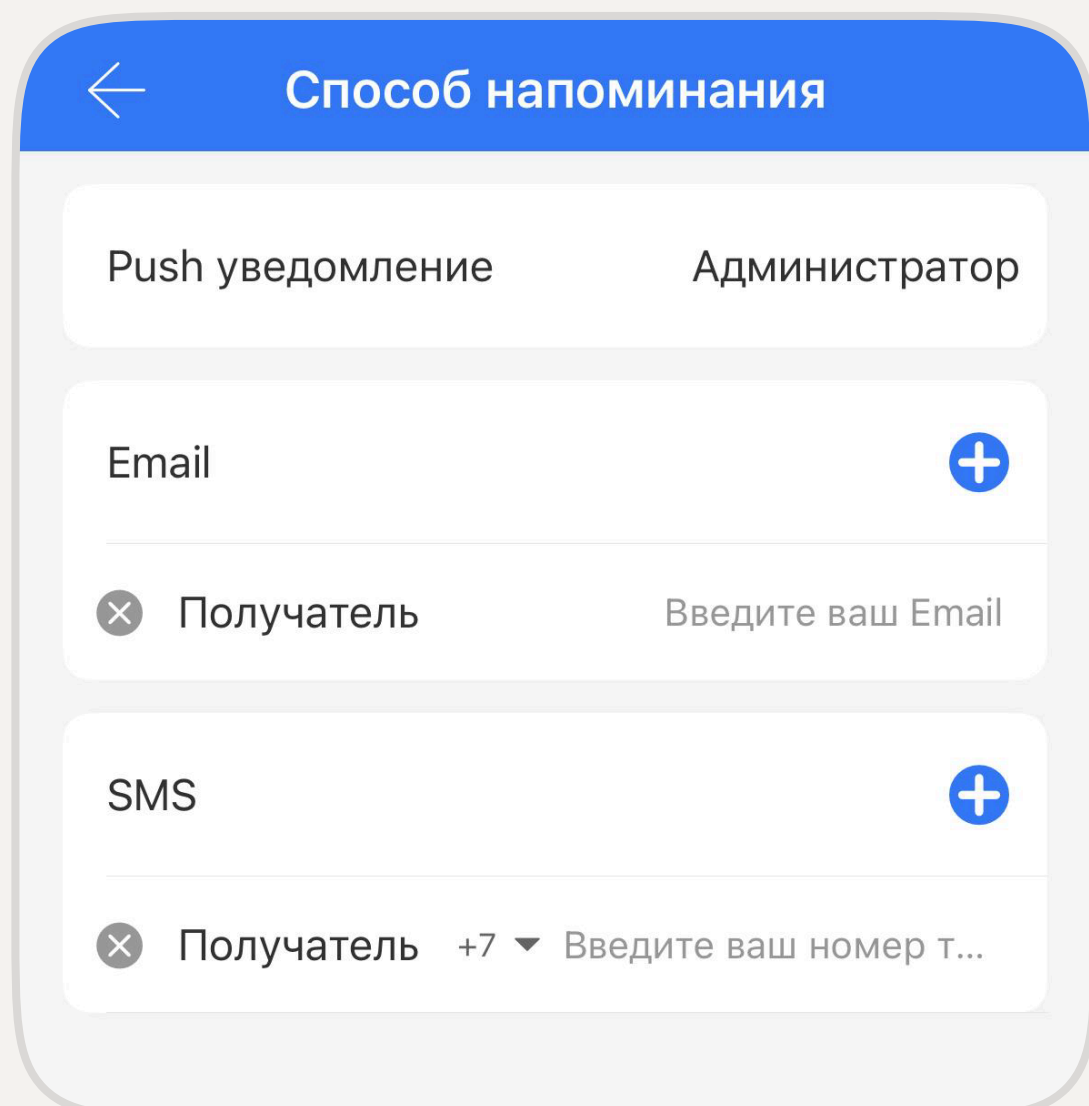 Способ напоминания
Push уведомление Администратор
Email
Получатель Введите ваш Email
SMS
Получатель +7 Введите ваш номер т...